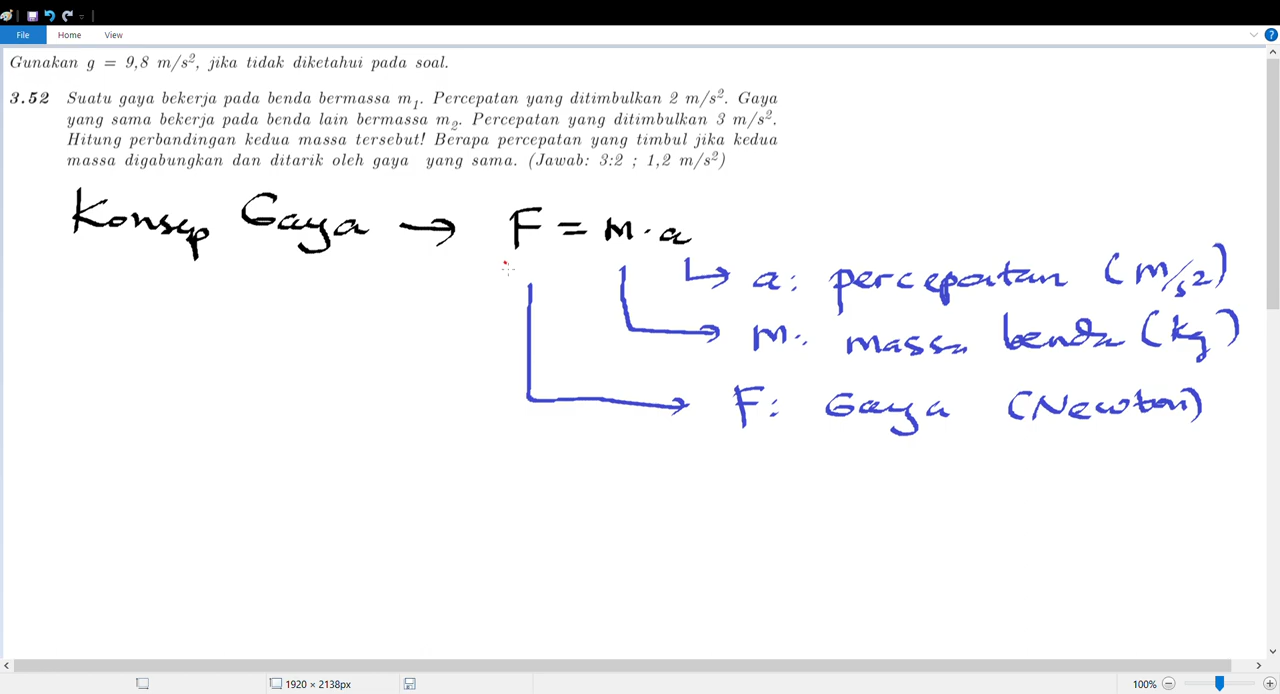 File Home View
Gunakan g = 9,8 m/s², jika tidak diketahui pada soal.
3.52 Suatu gaya bekerja pada benda bermassa m₁. Percepatan yang ditimbulkan 2 m/s². Gaya
yang sama bekerja pada benda lain bermassa m₂. Percepatan yang ditimbulkan 3 m/s².
Hitung perbandingan kedua massa tersebut! Berapa percepatan yang timbul jika kedua
massa digabungkan dan ditarik oleh gaya yang sama. (Jawab: 3:2 ; 1,2 m/s²)
Konsep Gaya → F = m . a
a : percepatan (m/s2)
m : massa benda (kg)
F : Gaya (Newton)
1920 × 2138px 100%